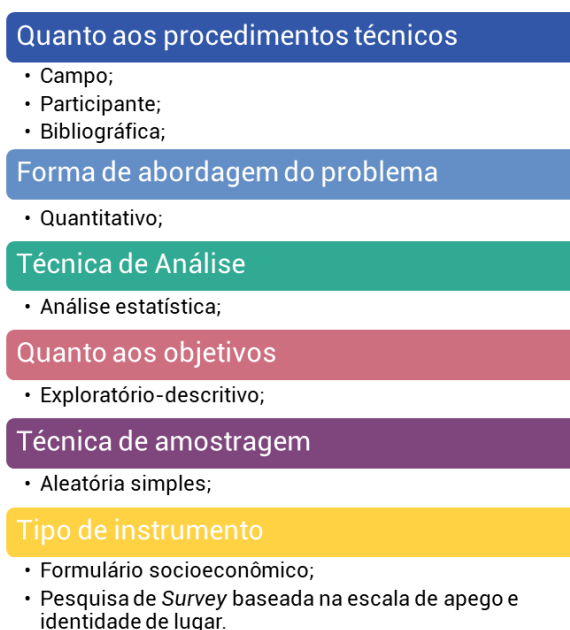 Quanto aos procedimentos técnicos
• Campo;
• Participante;
• Bibliográfica;
Forma de abordagem do problema
• Quantitativo;
Técnica de Análise
• Análise estatística;
Quanto aos objetivos
• Exploratório-descritivo;
Técnica de amostragem
• Aleatória simples;
Tipo de instrumento
• Formulário socioeconômico;
• Pesquisa de Survey baseada na escala de apego e
identidade de lugar.